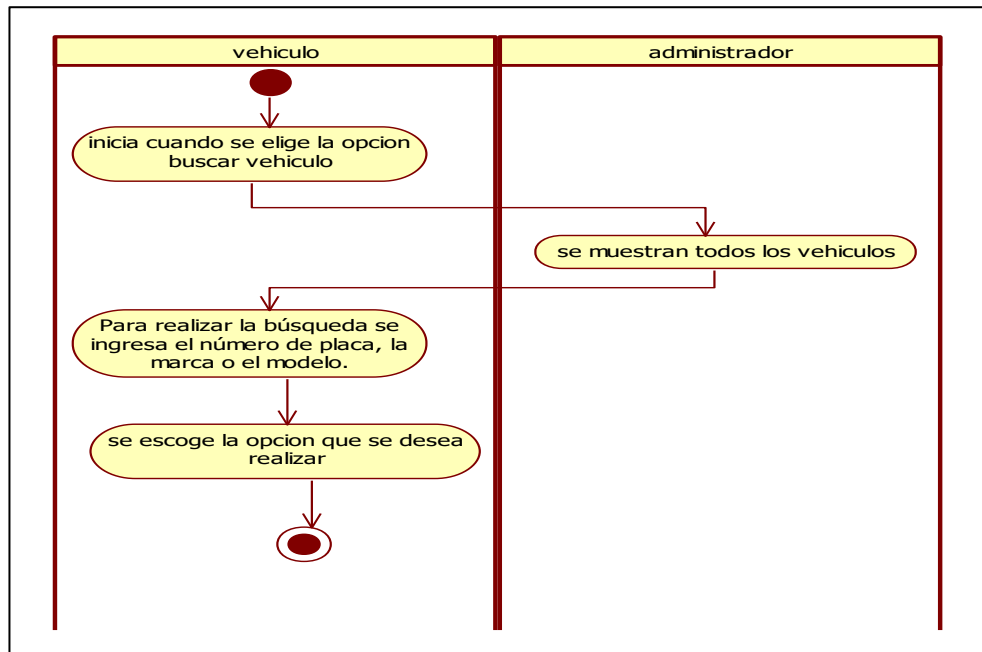 vehiculo
administrador
inicia cuando se elige la opcion
buscar vehiculo
se muestran todos los vehiculos
Para realizar la búsqueda se
ingresa el número de placa, la
marca o el modelo.
se escoge la opcion que se desea
realizar